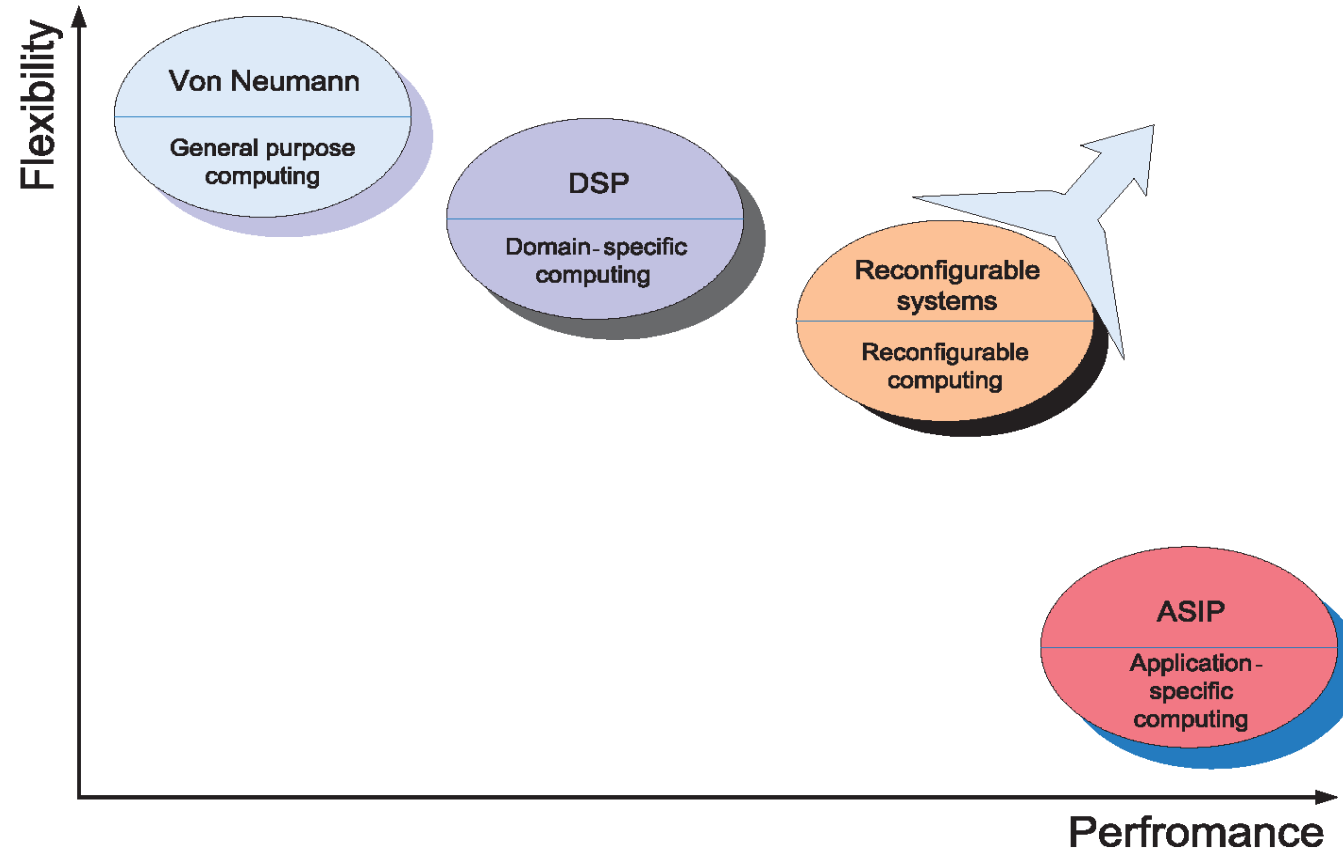 Flexibility
Von Neumann
General purpose
computing
DSP
Domain-specific
computing
Reconfigurable
systems
Reconfigurable
computing
ASIP
Application-
specific
computing
Perfromance